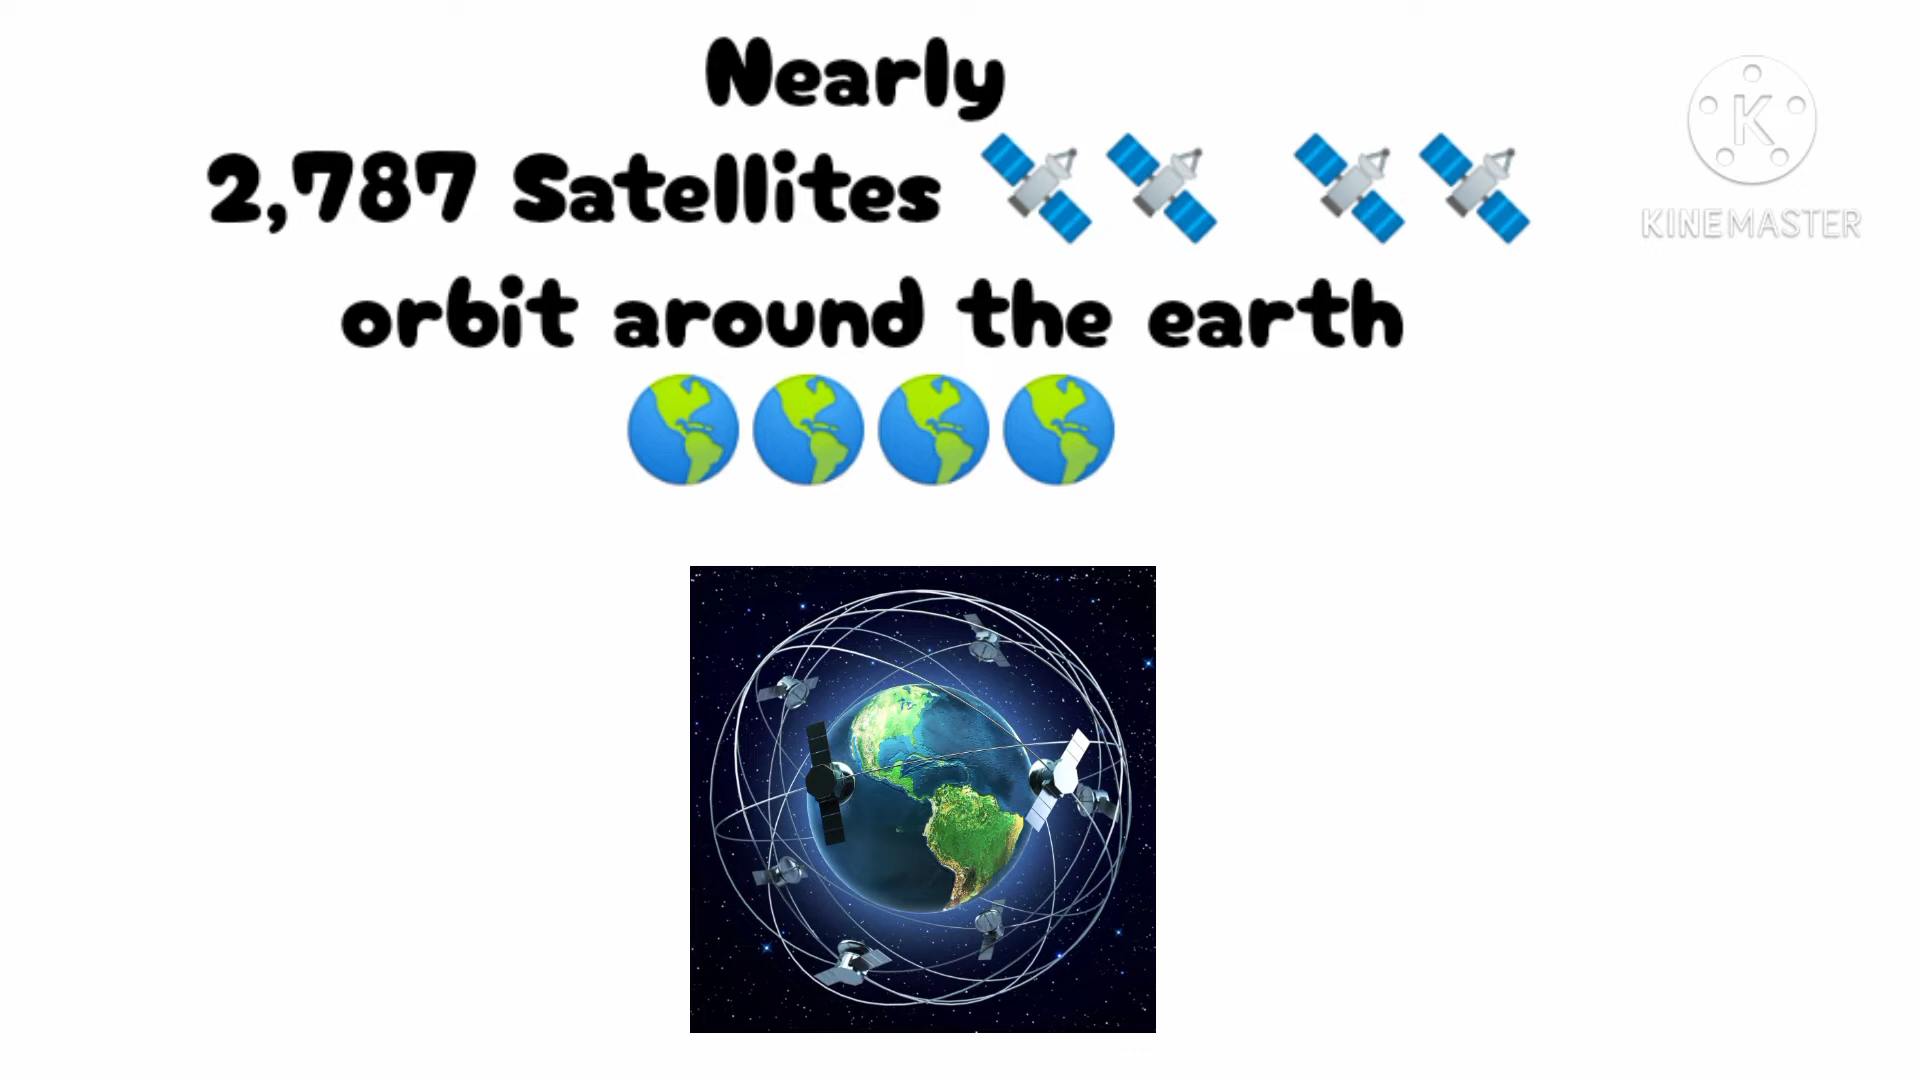 Nearly
2,787 Satellites 🛰🛰 🛰🛰
orbit around the earth
🌎🌎🌎🌎
K
KINEMASTER